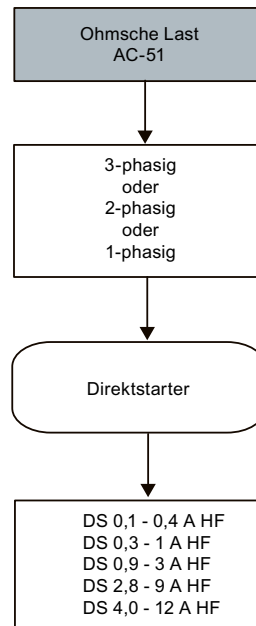 Ohmsche Last
AC-51
3-phasig
oder
2-phasig
oder
1-phasig
Direktstarter
DS 0,1 - 0,4 A HF
DS 0,3 - 1 A HF
DS 0,9 - 3 A HF
DS 2,8 - 9 A HF
DS 4,0 - 12 A HF